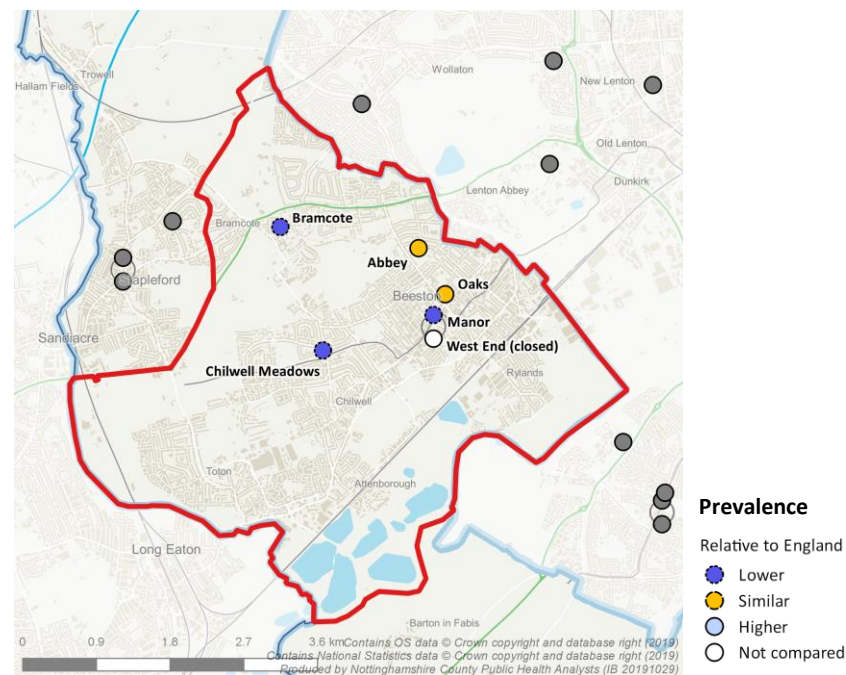 Trowell
Hallam Fields
Wollaton
New Lenton
Old Lenton
Dunkirk
Lenton Abbey
Bramcote
Bramcote
Abbey
Stapleford
Oaks
Beeston
Manor
Sandiacre
West End (closed)
Chilwell Meadows
Rylands
Chilwell
Toton
Attenborough
Long Eaton
Barton in Fabis
Prevalence
Relative to England
Lower
Similar
Higher
Not compared
0 0.9 1.8 2.7 3.6 km
Contains OS data © Crown copyright and database right (2019)
Contains National Statistics data © Crown copyright and database right (2019)
Produced by Nottinghamshire County Public Health Analysts (IB 20191029)